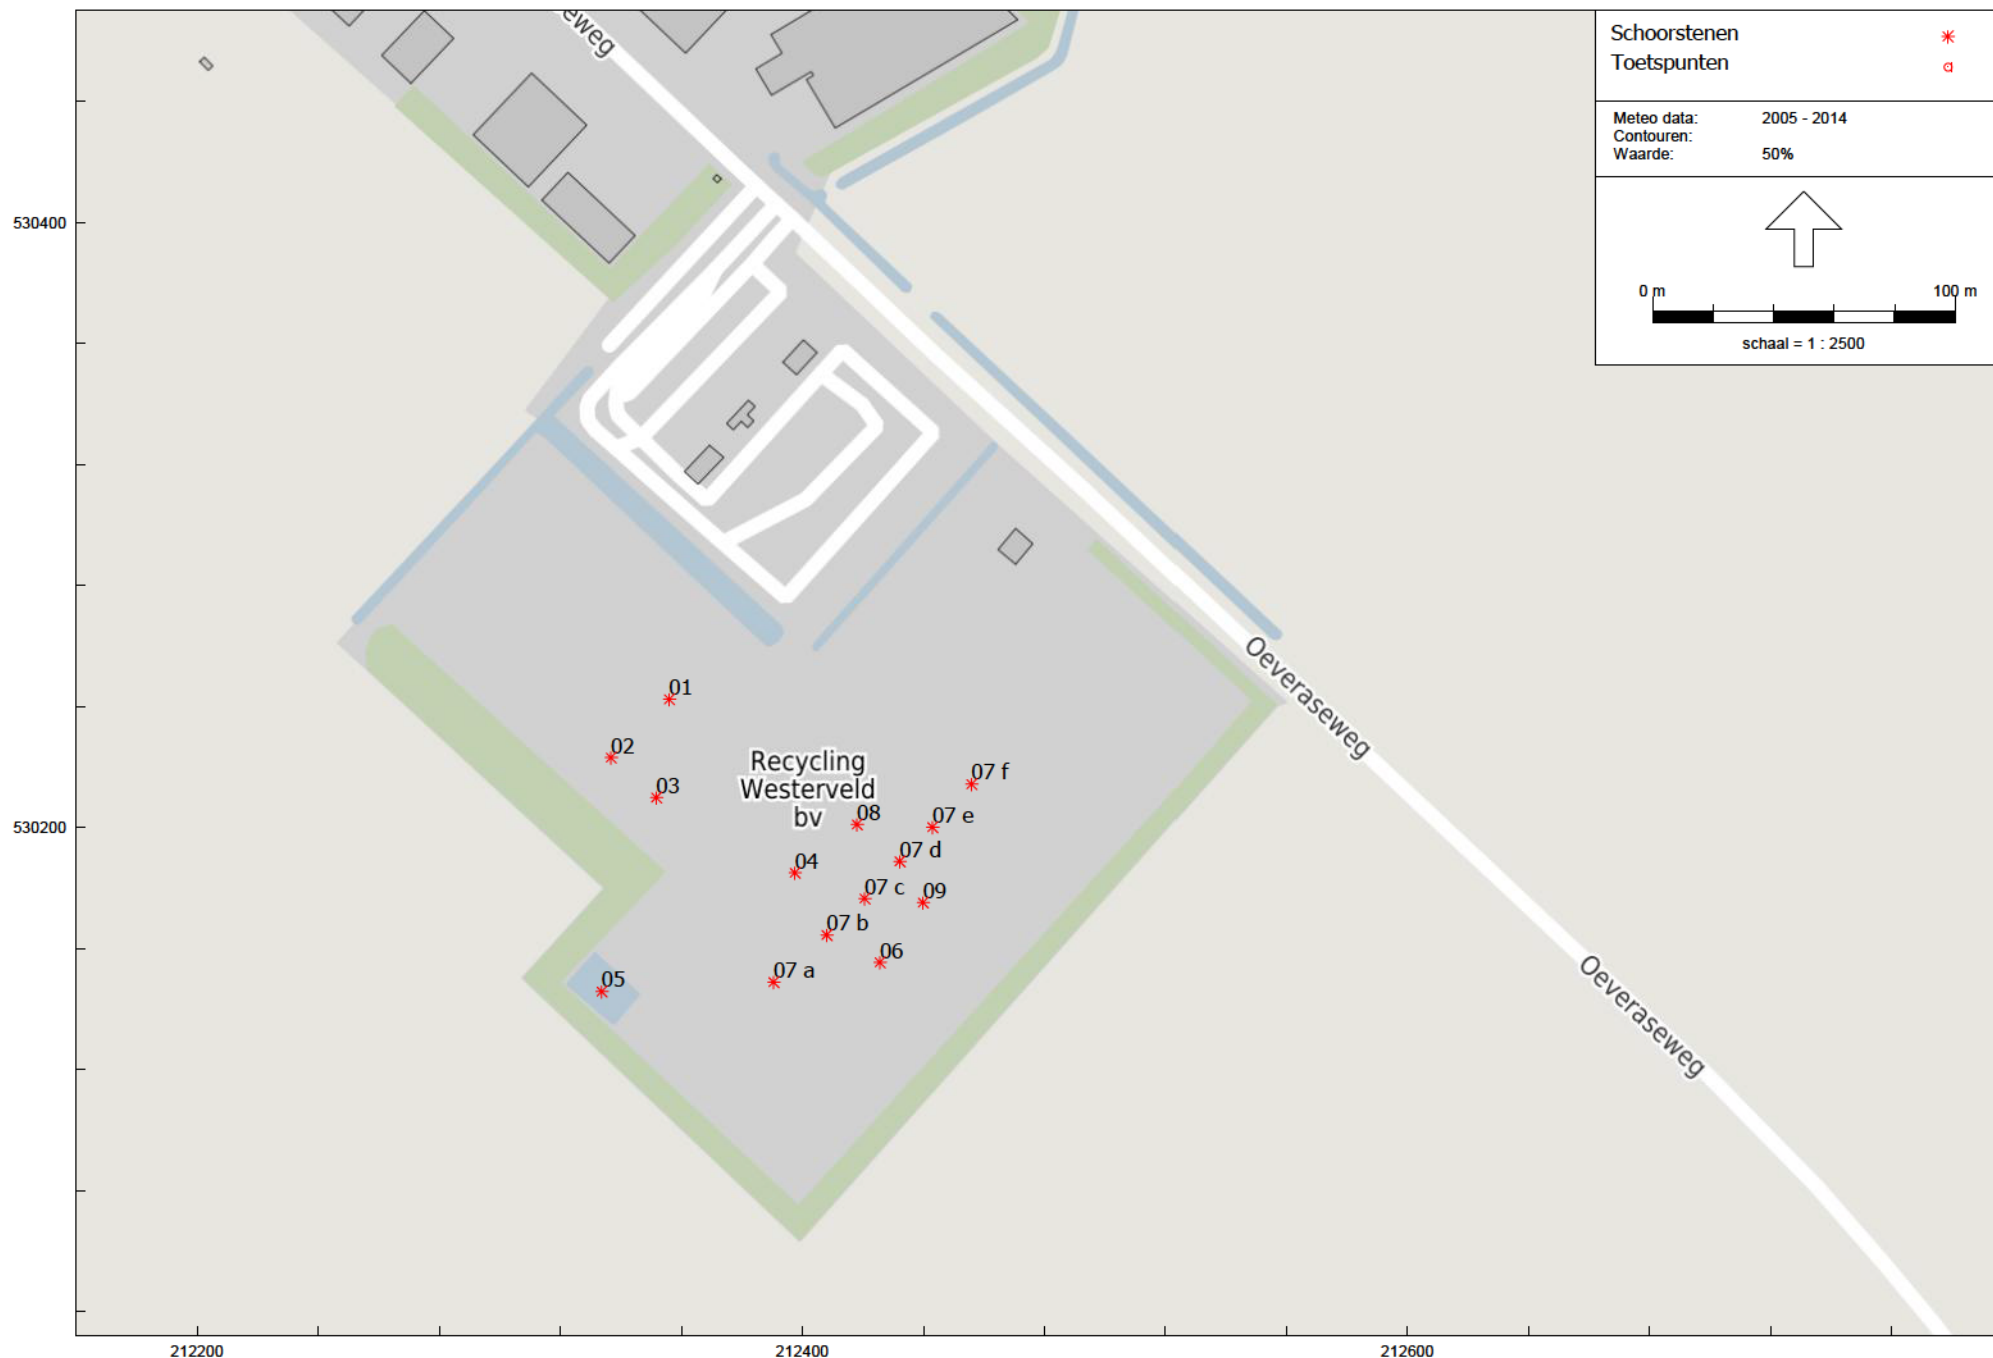 eweg
Schoorstenen
Toetspunten
Meteo data: 2005 - 2014
Contouren:
Waarde: 50%
0 m 100 m
schaal = 1 : 2500
530400
Oeveraseweg
01
02
03
Recycling
Westerveld
bv
07 f
08
07 e
530200
07 d
04
07 c
09
07 b
06
07 a
05
Oeveraseweg
212200 212400 212600